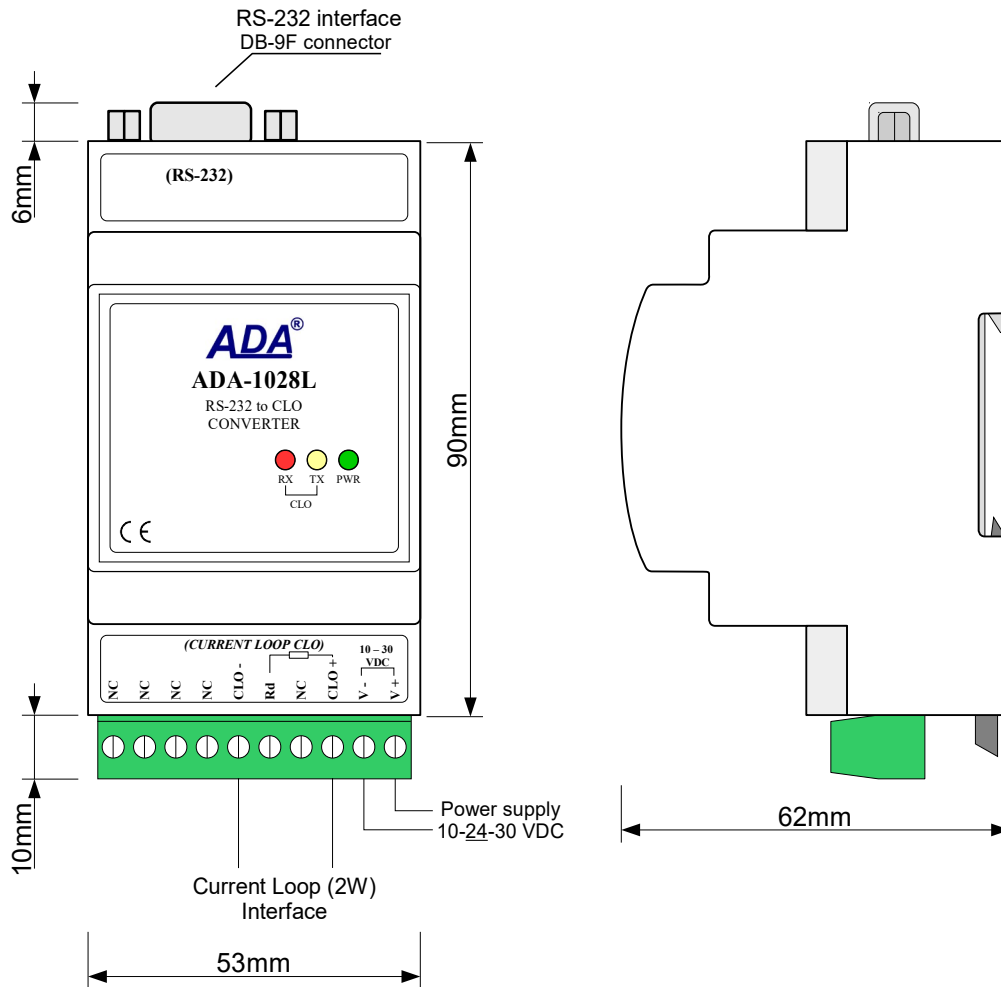 RS-232 interface
DB-9F connector
6mm
(RS-232)
ADA®
ADA-1028L
RS-232 to CLO
CONVERTER
RX TX PWR
CLO
CE
90mm
(CURRENT LOOP CLO)
10 – 30
VDC
NC
NC
NC
NC
CLO -
Rd
NC
CLO +
V -
V +
10mm
Power supply
10-24-30 VDC
62mm
Current Loop (2W)
Interface
53mm